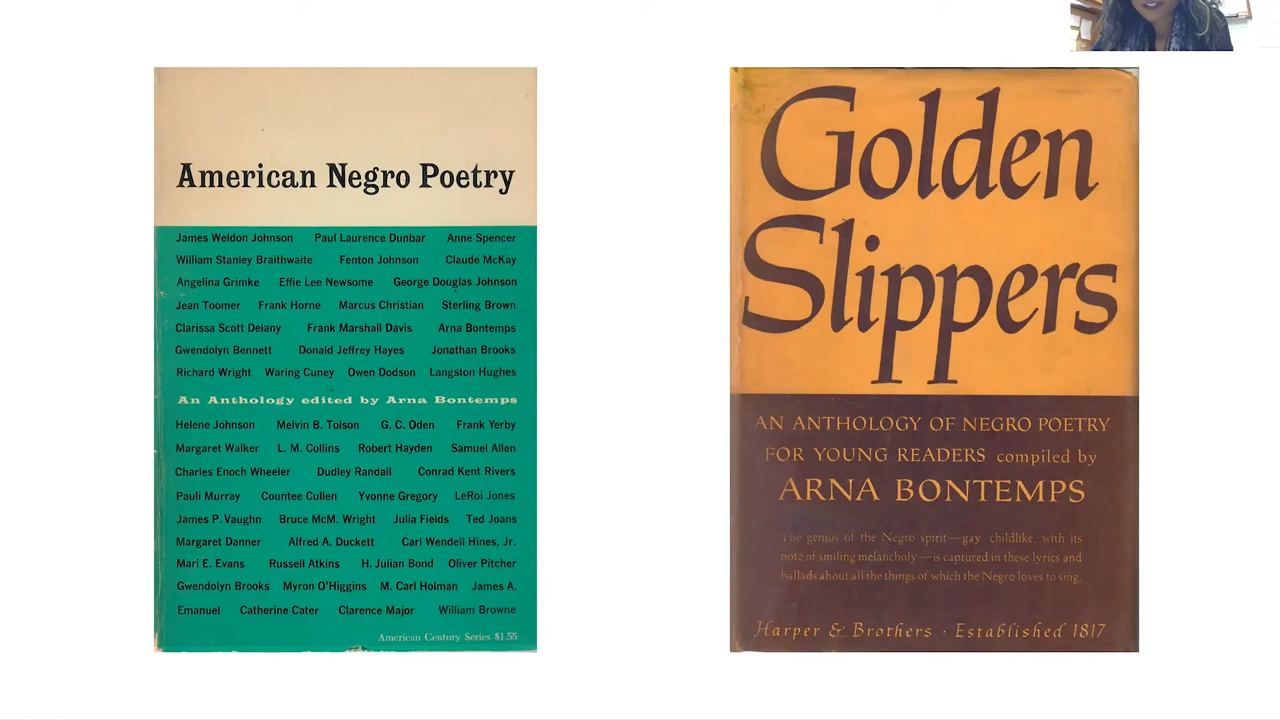 American Negro Poetry
James Weldon Johnson Paul Laurence Dunbar Anne Spencer
William Stanley Braithwaite Fenton Johnson Claude McKay
Angelina Grimke Effie Lee Newsome George Douglas Johnson
Jean Toomer Frank Horne Marcus Christian Sterling Brown
Clarissa Scott Delany Frank Marshall Davis Arna Bontemps
Gwendolyn Bennett Donald Jeffrey Hayes Jonathan Brooks
Richard Wright Waring Cuney Owen Dodson Langston Hughes
An Anthology edited by Arna Bontemps
Helene Johnson Melvin B. Tolson G. C. Oden Frank Yerby
Margaret Walker L. M. Collins Robert Hayden Samuel Allen
Charles Enoch Wheeler Dudley Randall Conrad Kent Rivers
Pauli Murray Countee Cullen Yvonne Gregory LeRoi Jones
James P. Vaughn Bruce McM. Wright Julia Fields Ted Joans
Margaret Danner Alfred A. Duckett Carl Wendell Hines, Jr.
Mari E. Evans Russell Atkins H. Julian Bond Oliver Pitcher
Gwendolyn Brooks Myron O'Higgins M. Carl Holman James A.
Emanuel Catherine Cater Clarence Major William Browne
American Century Series $1.55
Golden
Slippers
AN ANTHOLOGY OF NEGRO POETRY
FOR YOUNG READERS compiled by
ARNA BONTEMPS
The genius of the Negro spirit—gay, childlike, with its
note of smiling melancholy—is captured in these lyrics and
ballads about all the things of which the Negro loves to sing.
Harper & Brothers · Established 1817